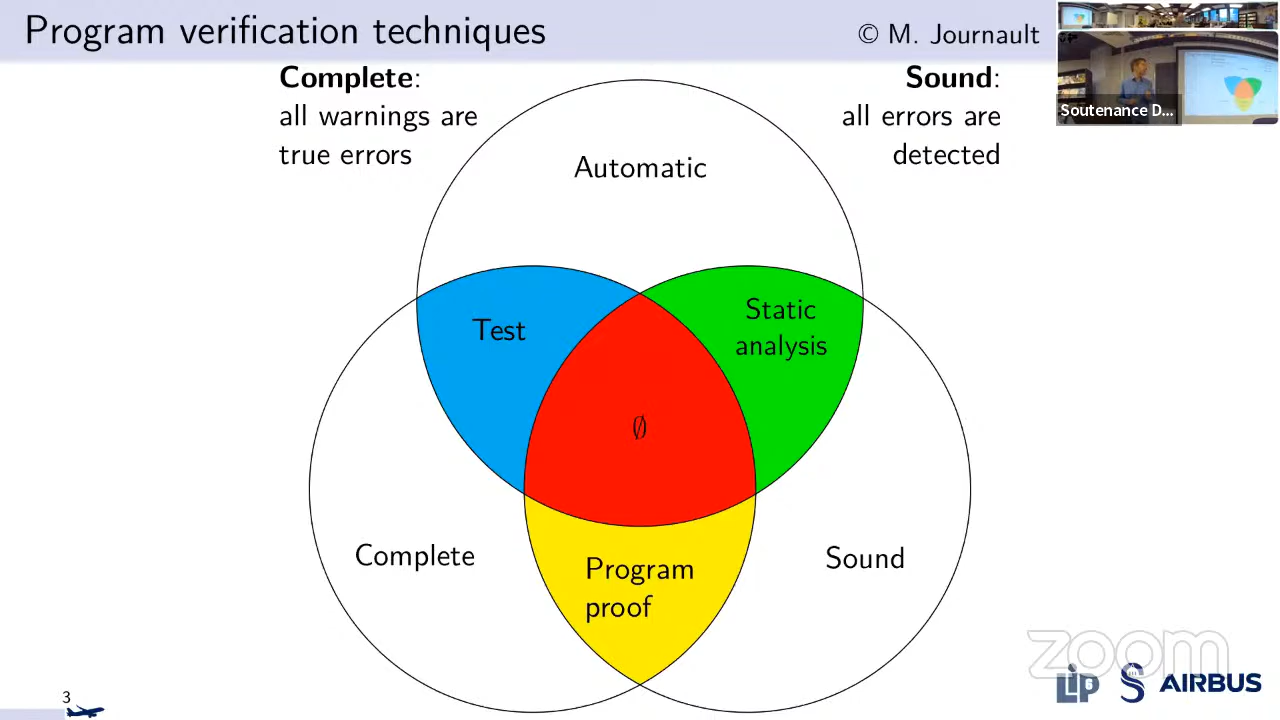 Program verification techniques
© M. Journault
Complete:
all warnings are
true errors
Sound:
all errors are
detected
Soutenance D...
Automatic
Test
Static
analysis
∅
Complete
Sound
Program
proof
zoom
LIP6
S AIRBUS
3